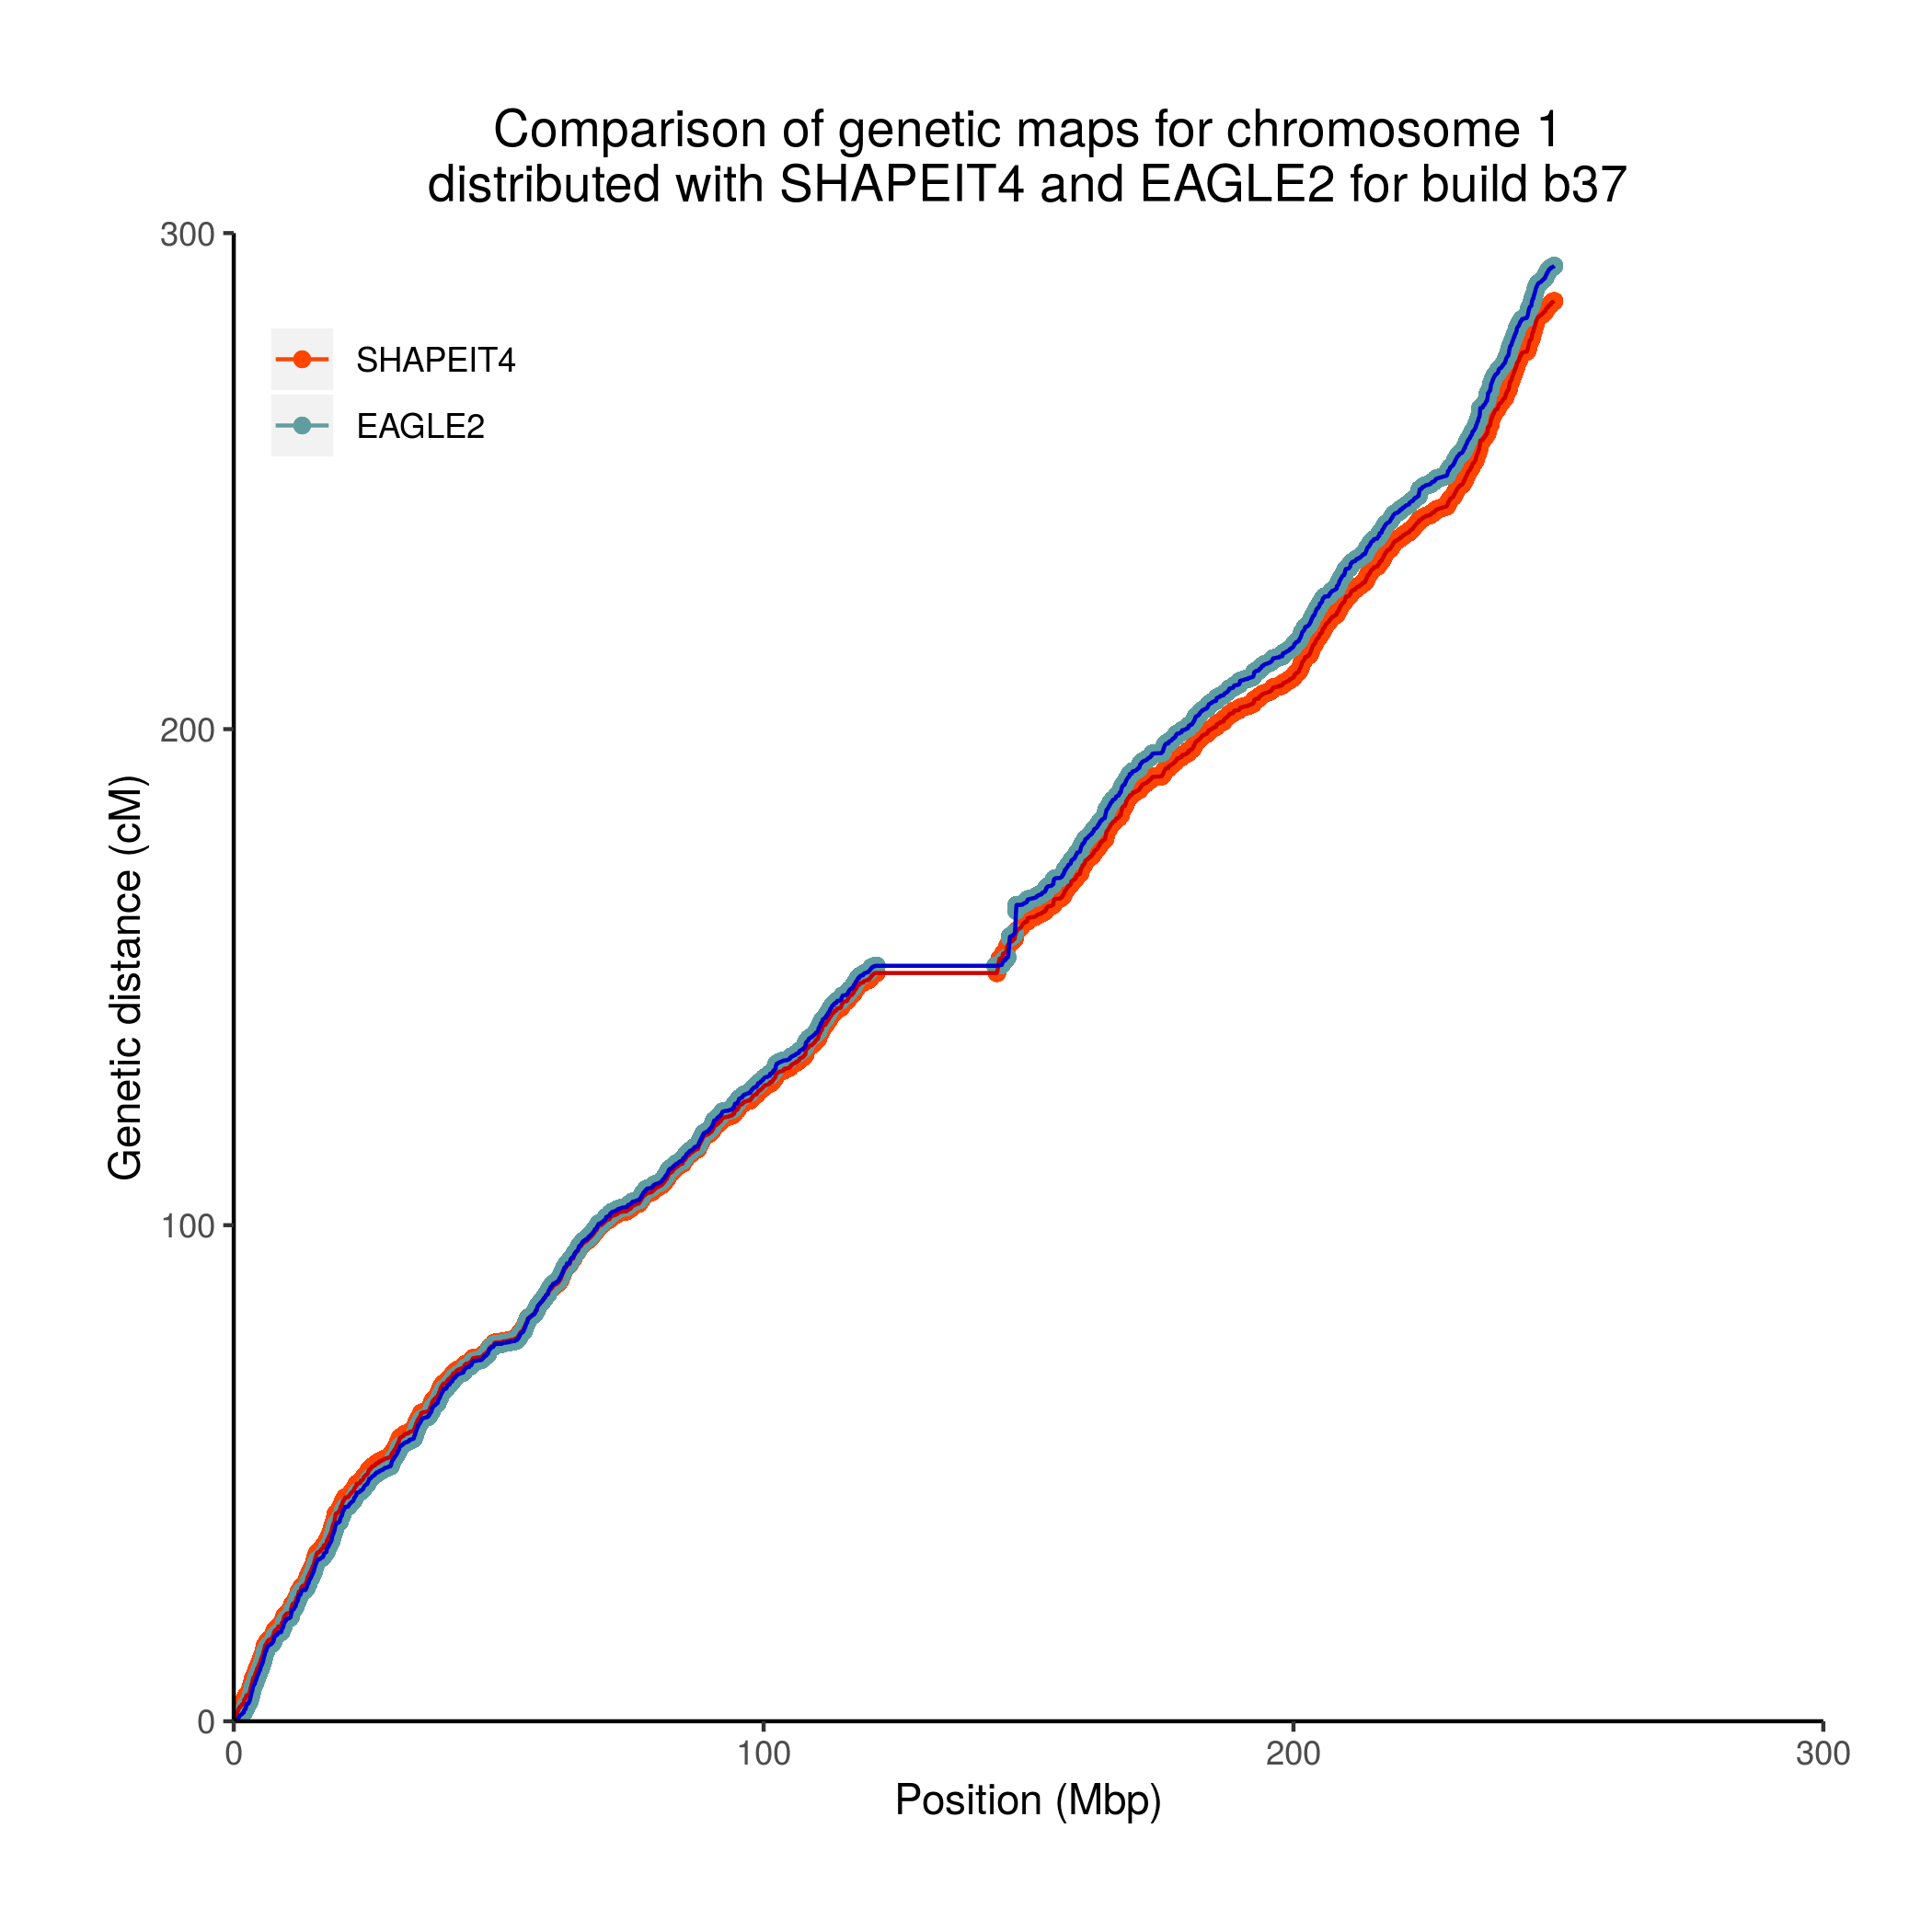 Comparison of genetic maps for chromosome 1
distributed with SHAPEIT4 and EAGLE2 for build b37
300
200
100
0
Genetic distance (cM)
SHAPEIT4
EAGLE2
0 100 200 300
Position (Mbp)